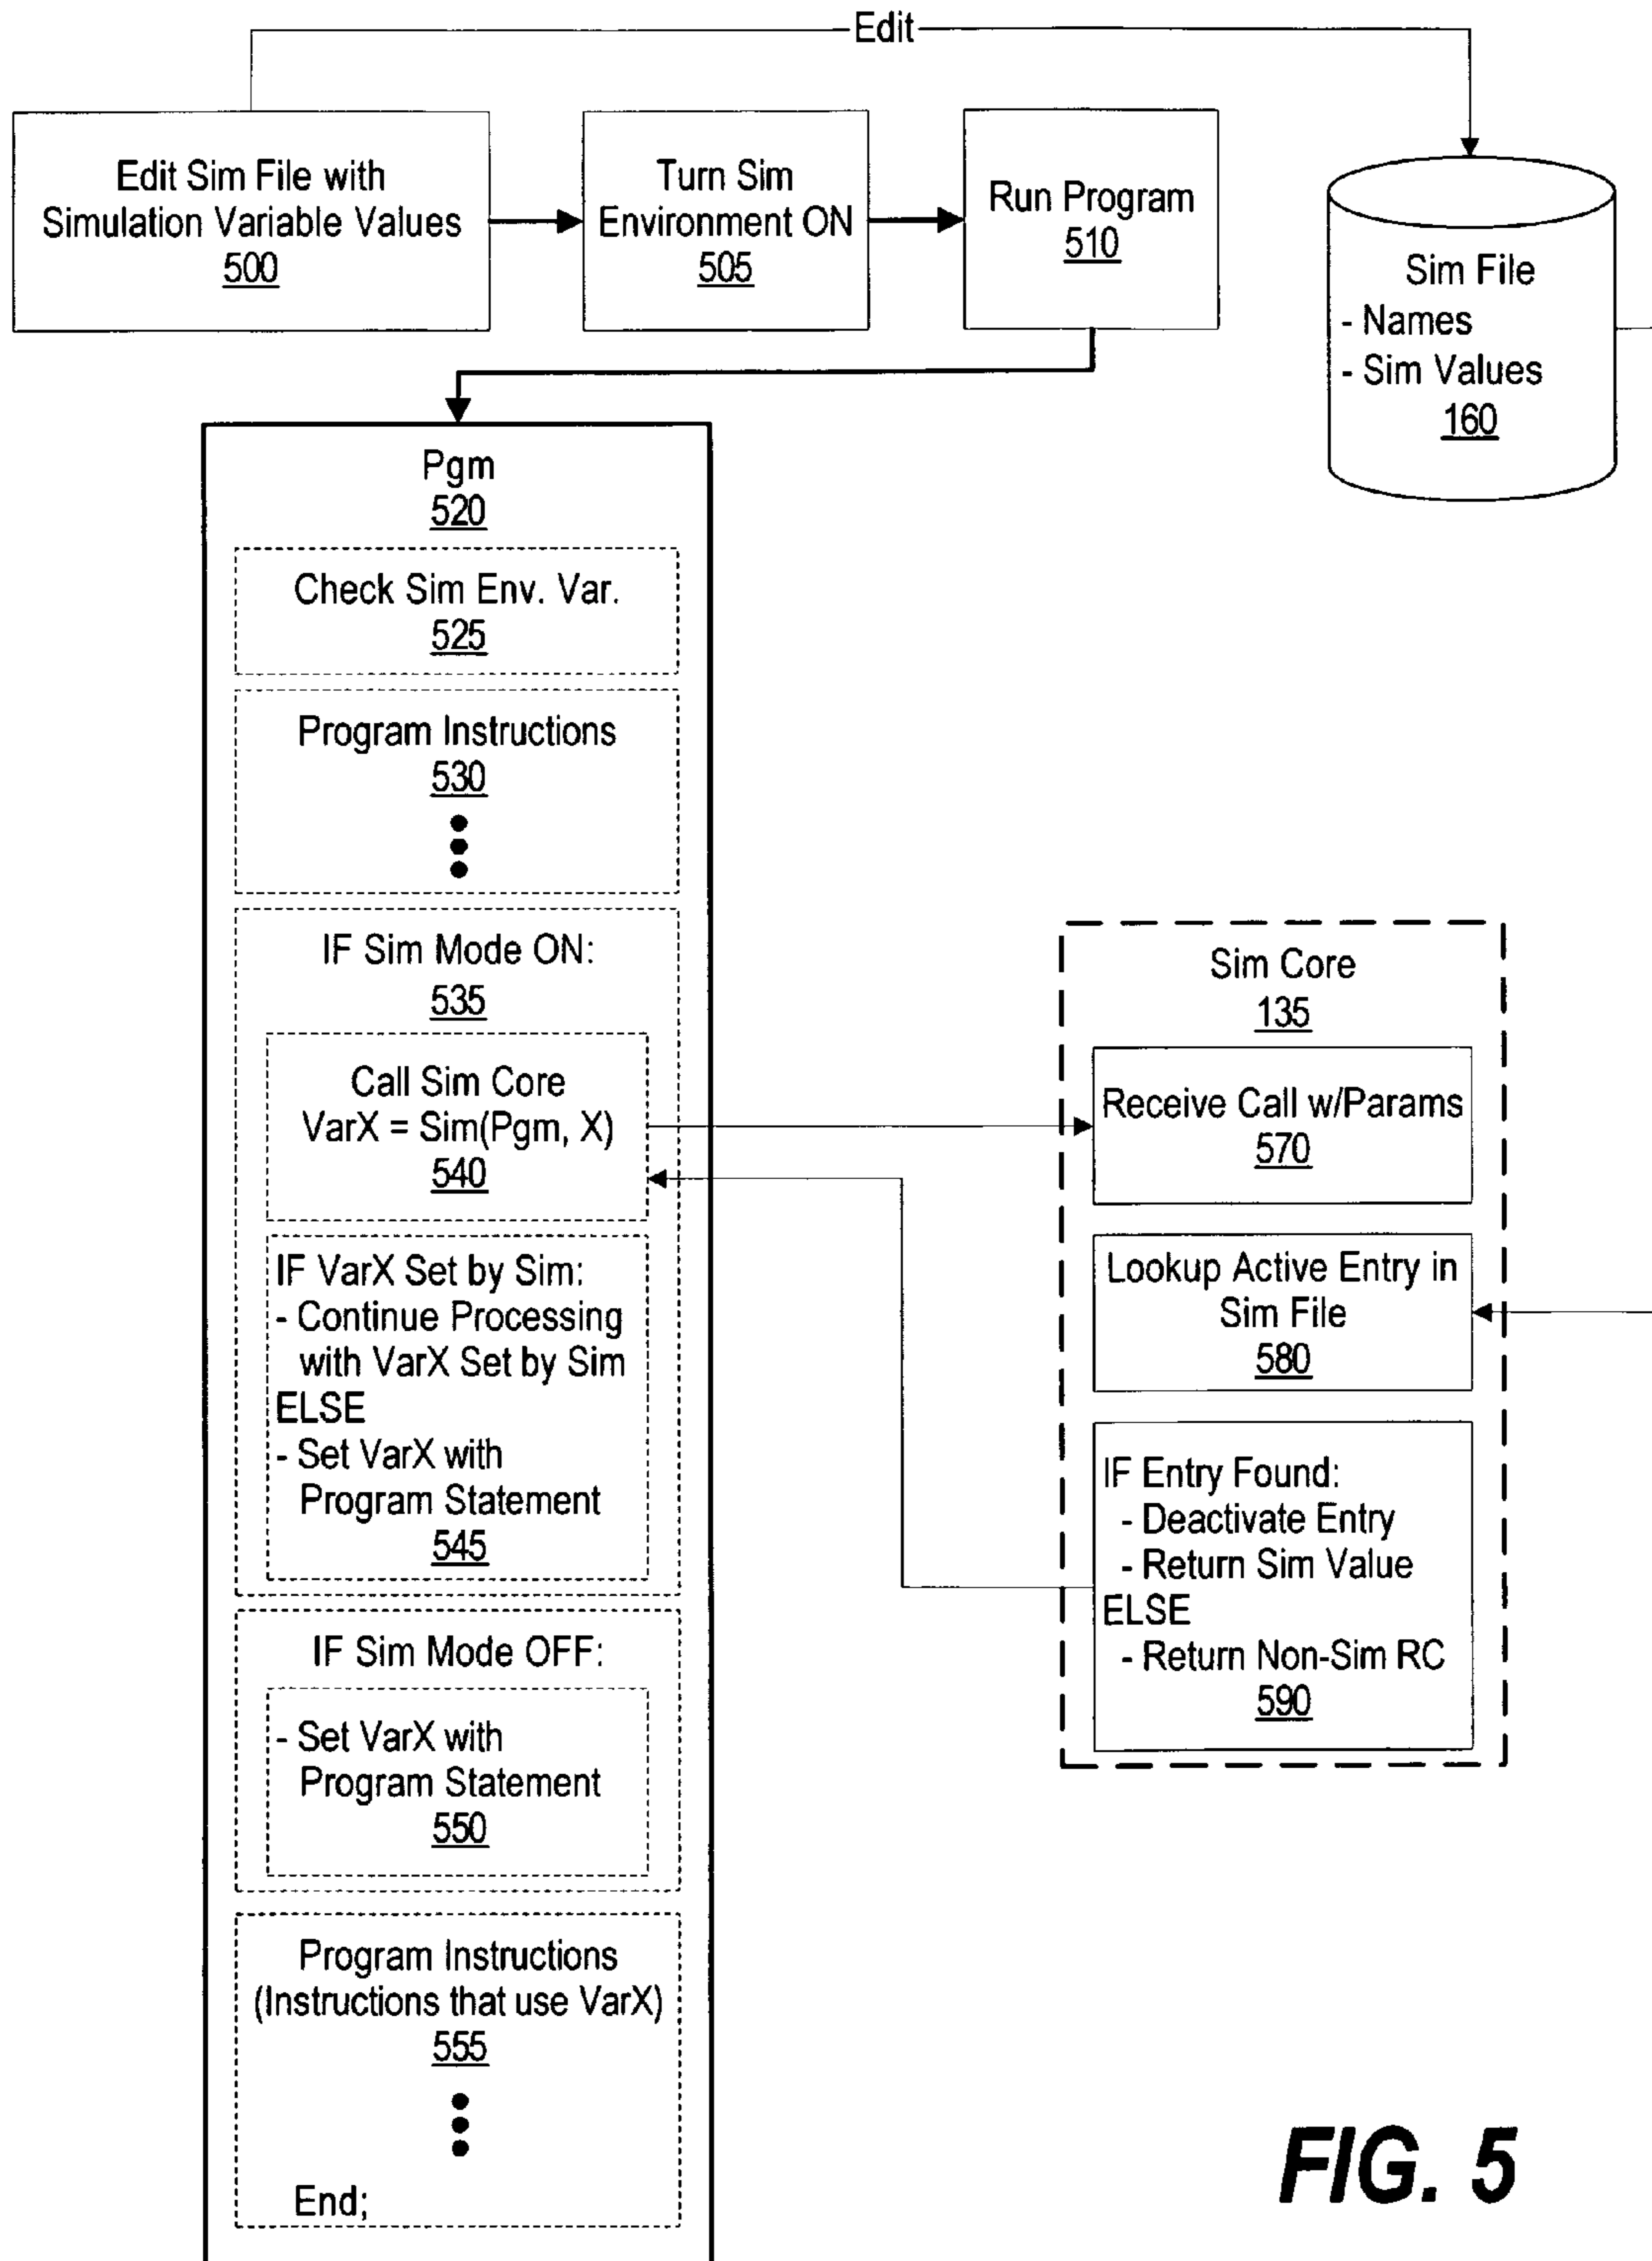 Edit
Edit Sim File with
Simulation Variable Values
500
Turn Sim
Environment ON
505
Run Program
510
Sim File
- Names
- Sim Values
160
Pgm
520
Check Sim Env. Var.
525
Program Instructions
530
IF Sim Mode ON:
535
Call Sim Core
VarX = Sim(Pgm, X)
540
IF VarX Set by Sim:
- Continue Processing
with VarX Set by Sim
ELSE
- Set VarX with
Program Statement
545
IF Sim Mode OFF:
- Set VarX with
Program Statement
550
Program Instructions
(Instructions that use VarX)
555
End;
Sim Core
135
Receive Call w/Params
570
Lookup Active Entry in
Sim File
580
IF Entry Found:
- Deactivate Entry
- Return Sim Value
ELSE
- Return Non-Sim RC
590
FIG. 5